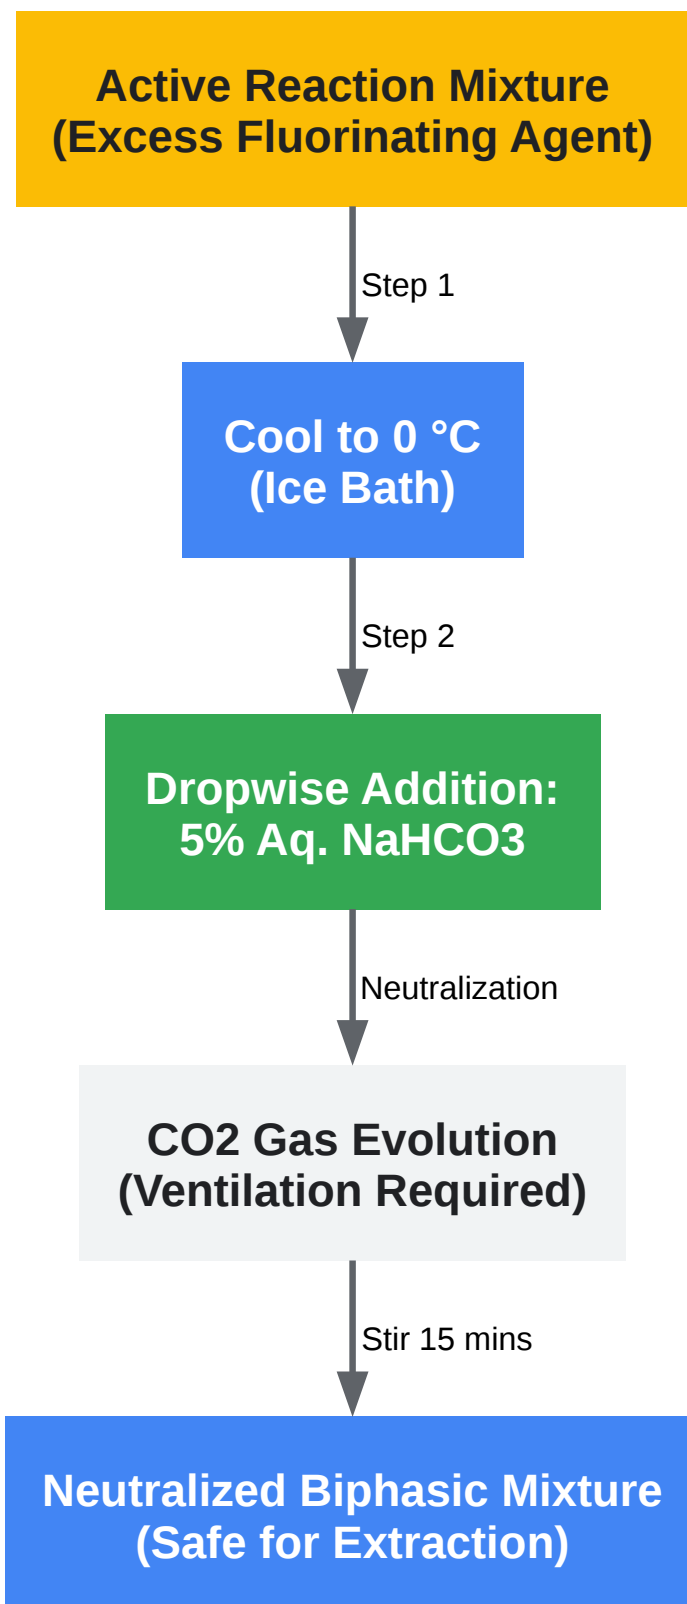 Active Reaction Mixture
(Excess Fluorinating Agent)
Step 1
Cool to 0 °C
(Ice Bath)
Step 2
Dropwise Addition:
5% Aq. NaHCO3
Neutralization
CO2 Gas Evolution
(Ventilation Required)
Stir 15 mins
Neutralized Biphasic Mixture
(Safe for Extraction)